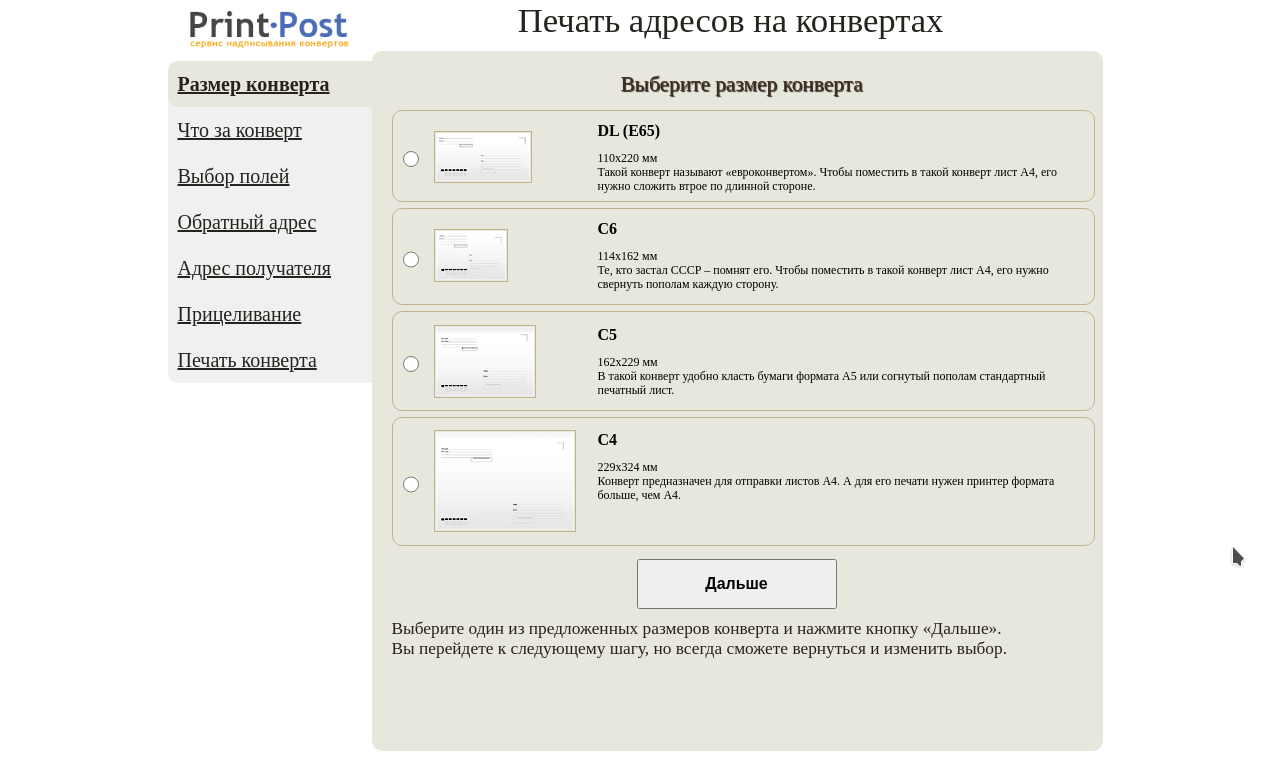 Print·Post
сервис надписывания конвертов
Печать адресов на конвертах
Размер конверта
Что за конверт
Выбор полей
Обратный адрес
Адрес получателя
Прицеливание
Печать конверта
Выберите размер конверта
DL (E65)
110х220 мм
Такой конверт называют «евроконвертом». Чтобы поместить в такой конверт лист А4, его
нужно сложить втрое по длинной стороне.
C6
114х162 мм
Те, кто застал СССР – помнят его. Чтобы поместить в такой конверт лист А4, его нужно
свернуть пополам каждую сторону.
C5
162х229 мм
В такой конверт удобно класть бумаги формата А5 или согнутый пополам стандартный
печатный лист.
C4
229х324 мм
Конверт предназначен для отправки листов А4. А для его печати нужен принтер формата
больше, чем А4.
Дальше
Выберите один из предложенных размеров конверта и нажмите кнопку «Дальше».
Вы перейдете к следующему шагу, но всегда сможете вернуться и изменить выбор.